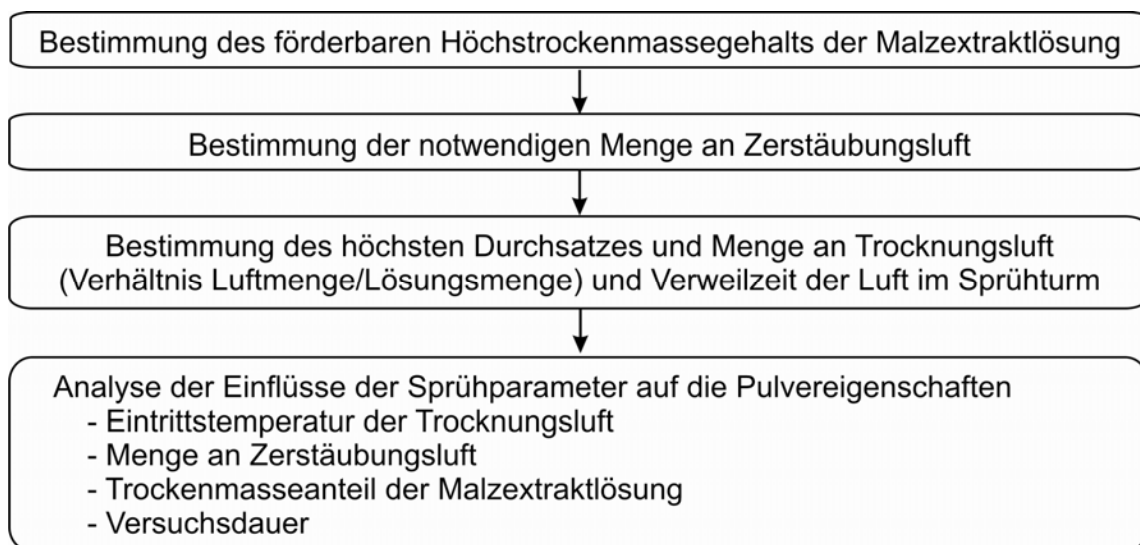 Bestimmung des förderbaren Höchstrockenmassegehalts der Malzextraktlösung
Bestimmung der notwendigen Menge an Zerstäubungsluft
Bestimmung des höchsten Durchsatzes und Menge an Trocknungsluft
(Verhältnis Luftmenge/Lösungsmenge) und Verweilzeit der Luft im Sprühturm
Analyse der Einflüsse der Sprühparameter auf die Pulvereigenschaften
- Eintrittstemperatur der Trocknungsluft
- Menge an Zerstäubungsluft
- Trockenmasseanteil der Malzextraktlösung
- Versuchsdauer